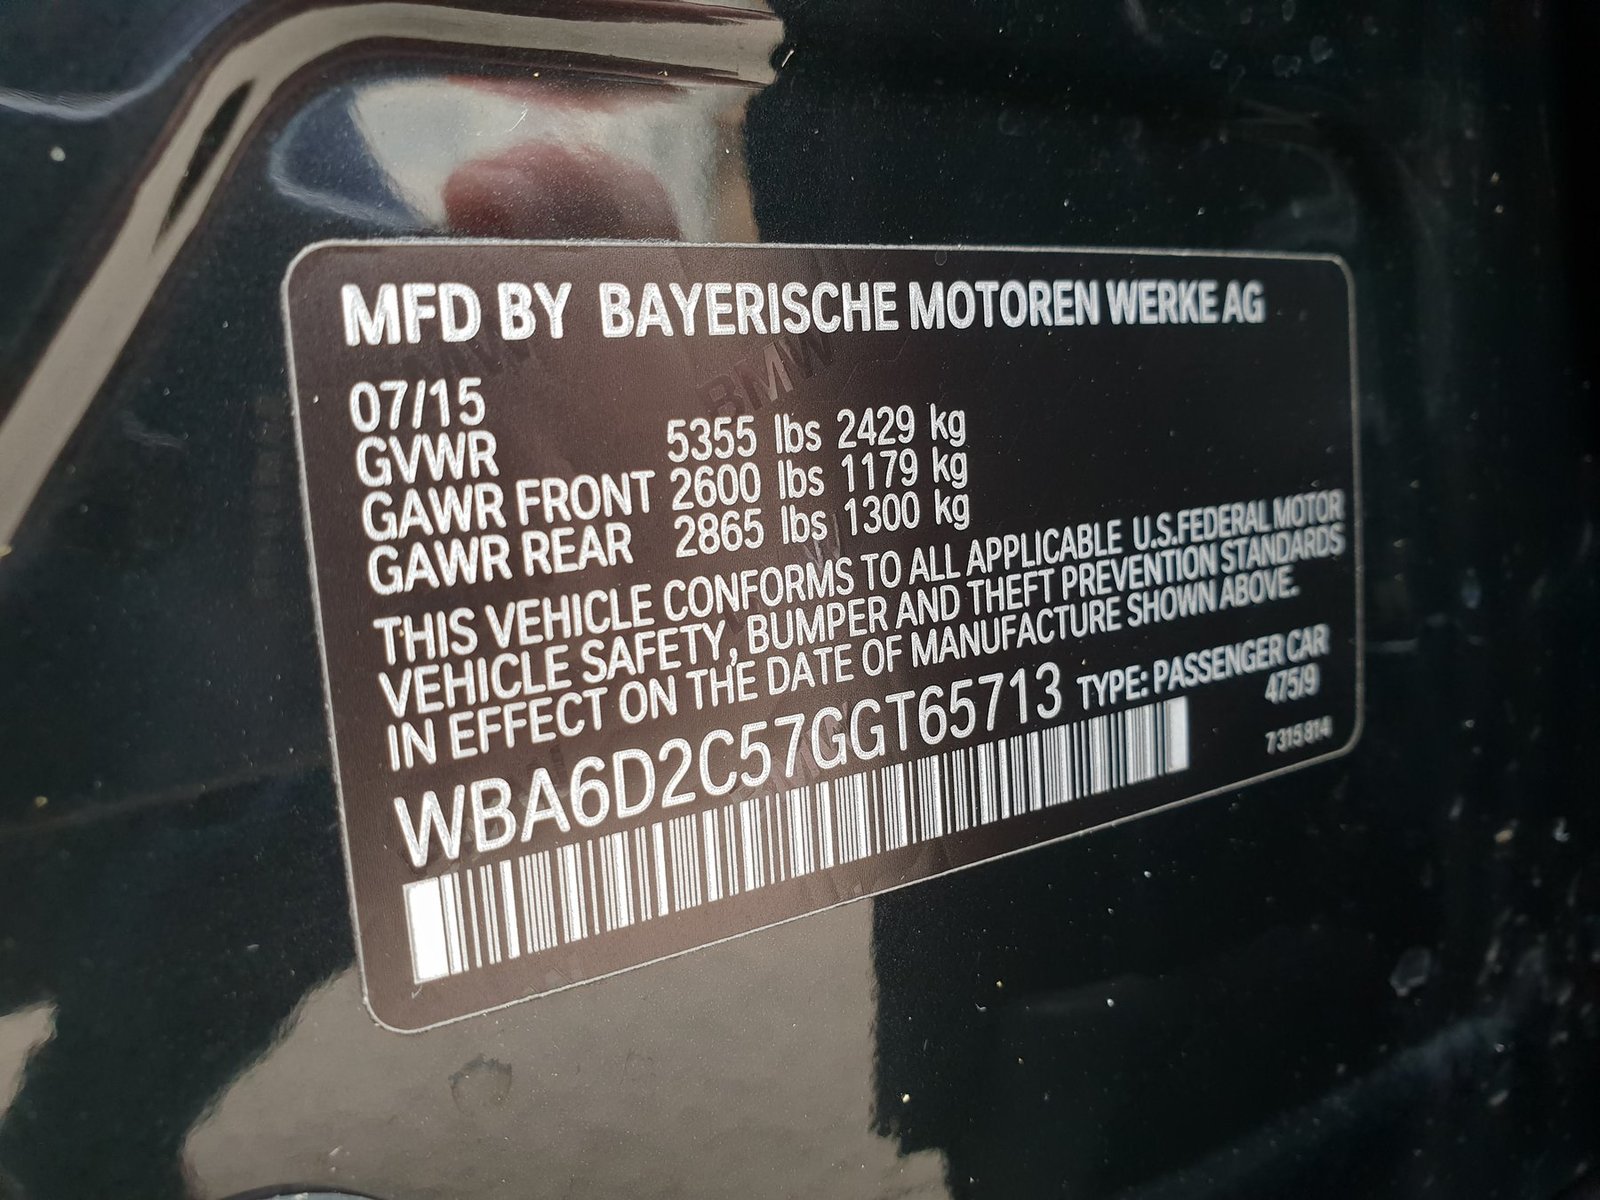 MFD BY BAYERISCHE MOTOREN WERKE AG
07/15
GVWR 5355 lbs 2429 kg
GAWR FRONT 2600 lbs 1179 kg
GAWR REAR 2865 lbs 1300 kg
THIS VEHICLE CONFORMS TO ALL APPLICABLE U.S.FEDERAL MOTOR
VEHICLE SAFETY, BUMPER AND THEFT PREVENTION STANDARDS
IN EFFECT ON THE DATE OF MANUFACTURE SHOWN ABOVE.
WBA6D2C57GGT65713 TYPE: PASSENGER CAR
475/9
7 315 814
BMW